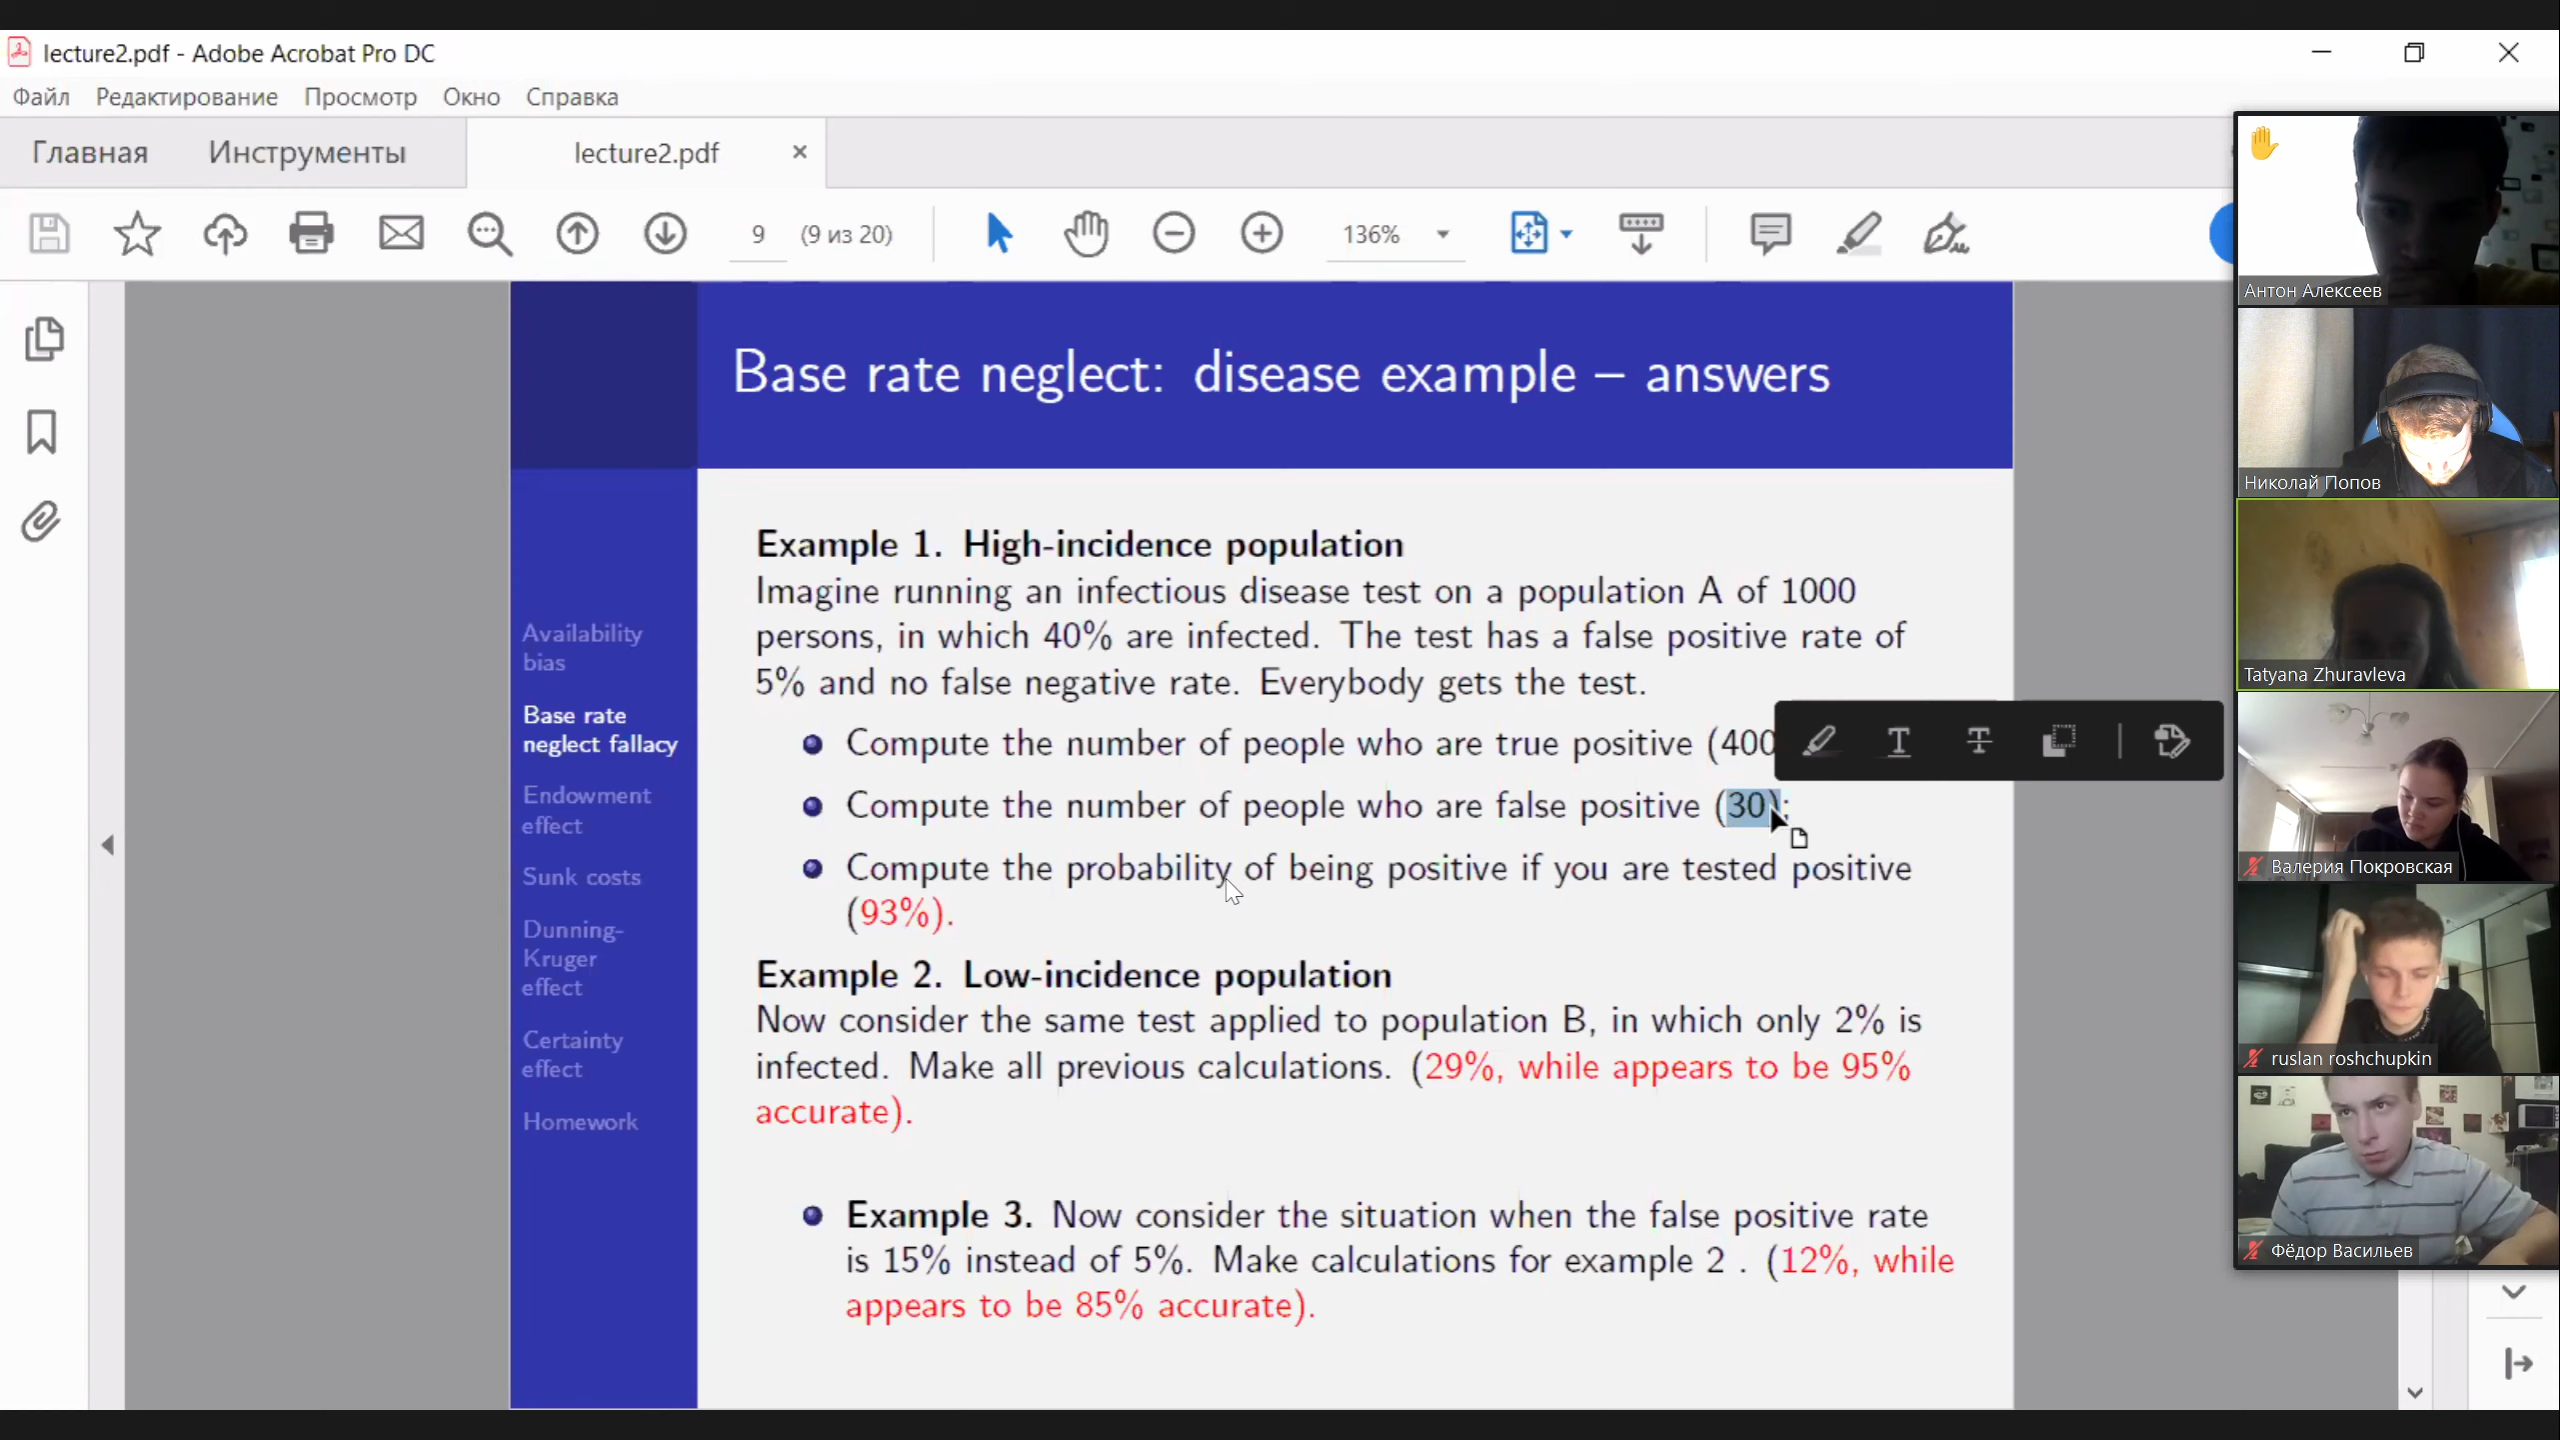 lecture2.pdf - Adobe Acrobat Pro DC
Файл Редактирование Просмотр Окно Справка
Главная Инструменты lecture2.pdf
9 (9 из 20) 136%
Base rate neglect: disease example – answers
Availability
bias
Base rate
neglect fallacy
Endowment
effect
Sunk costs
Dunning-
Kruger
effect
Certainty
effect
Homework
Example 1. High-incidence population
Imagine running an infectious disease test on a population A of 1000
persons, in which 40% are infected. The test has a false positive rate of
5% and no false negative rate. Everybody gets the test.
Compute the number of people who are true positive (400
Compute the number of people who are false positive (30);
Compute the probability of being positive if you are tested positive
(93%).
Example 2. Low-incidence population
Now consider the same test applied to population B, in which only 2% is
infected. Make all previous calculations. (29%, while appears to be 95%
accurate).
Example 3. Now consider the situation when the false positive rate
is 15% instead of 5%. Make calculations for example 2 . (12%, while
appears to be 85% accurate).
Антон Алексеев
Николай Попов
Tatyana Zhuravleva
Валерия Покровская
ruslan roshchupkin
Фёдор Васильев